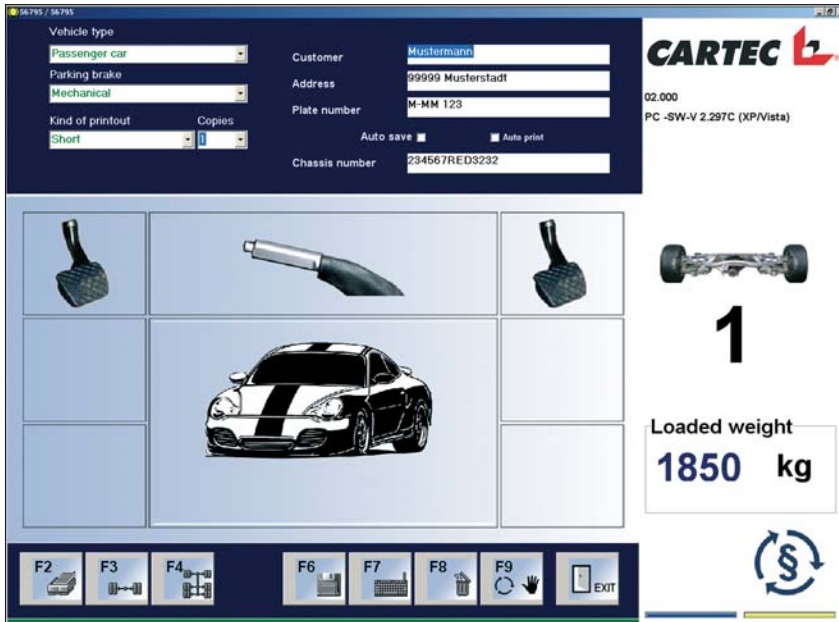 56795 / 56795
Vehicle type
Passenger car
Parking brake
Mechanical
Kind of printout Copies
Short 1
Customer Mustermann
Address 99999 Musterstadt
Plate number M-MM 123
Auto save Auto print
Chassis number 234567RED3232
CARTEC
02.000
PC -SW-V 2.297C (XP/Vista)
1
Loaded weight
1850 kg
F2 F3 F4 F6 F7 F8 F9 EXIT
§